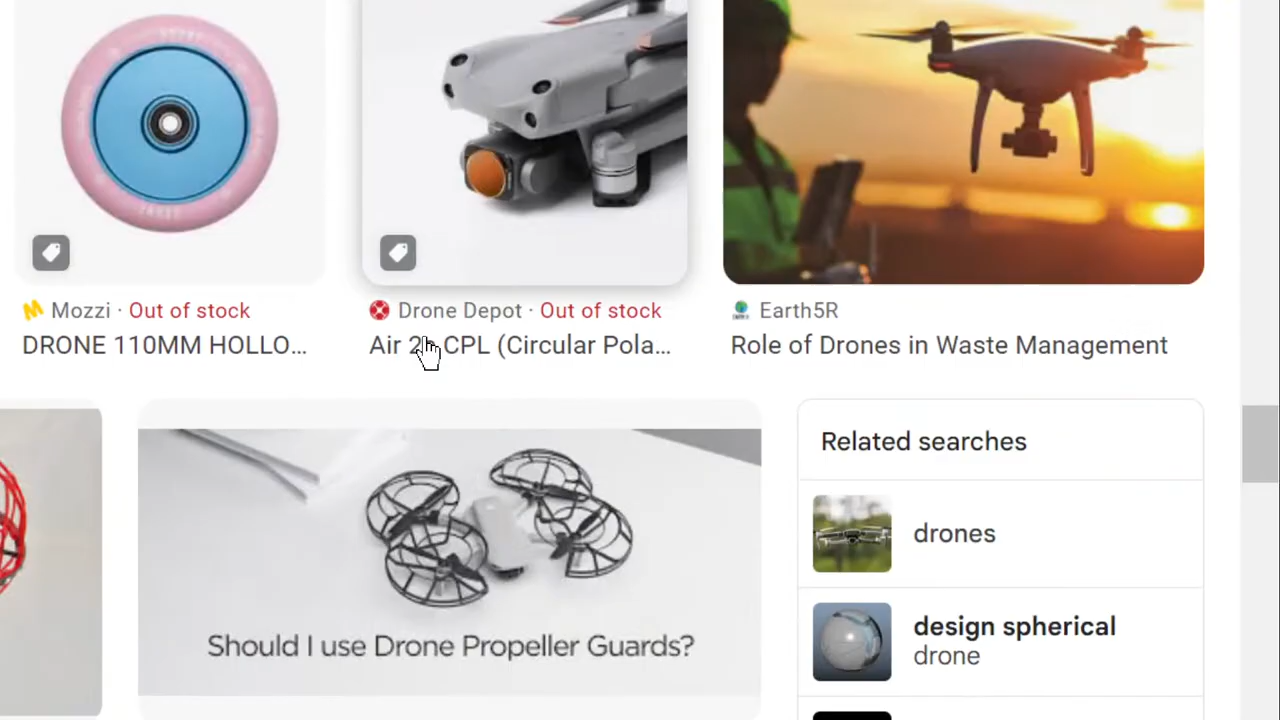 Mozzi · Out of stock
DRONE 110MM HOLLO...
Drone Depot · Out of stock
Air 2 CPL (Circular Pola...
Earth5R
Role of Drones in Waste Management
Should I use Drone Propeller Guards?
Related searches
drones
design spherical
drone